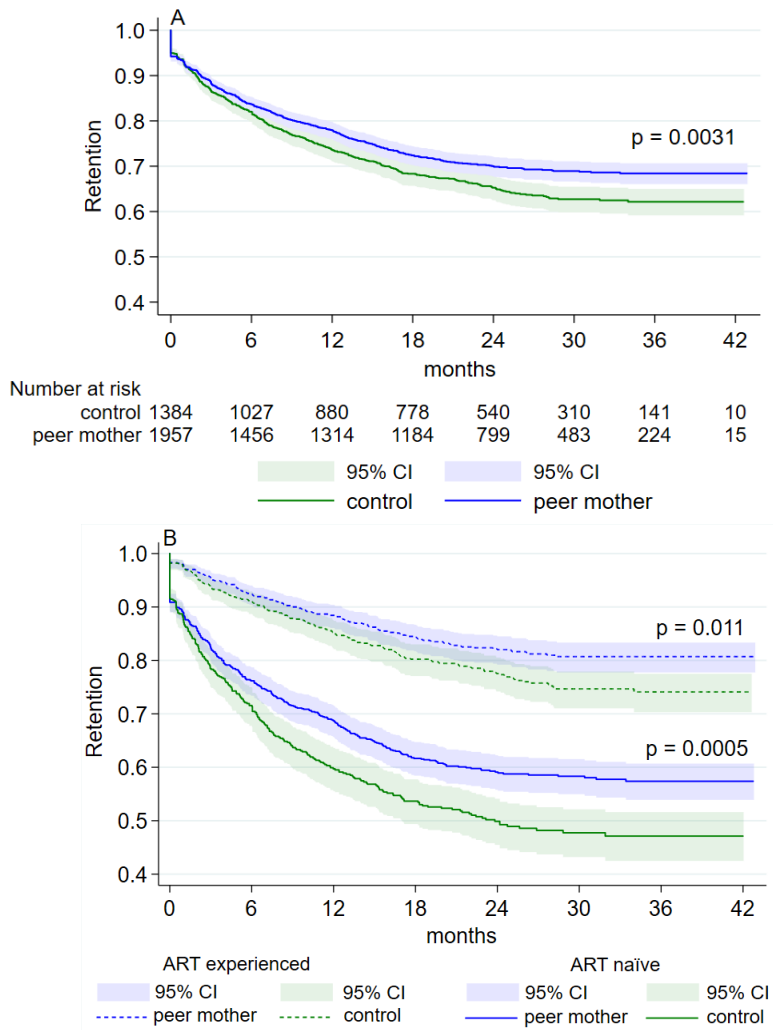 A
1.0
0.9
0.8
0.7
0.6
0.5
0.4
Retention
p = 0.0031
0 6 12 18 24 30 36 42
months
Number at risk
control 1384 1027 880 778 540 310 141 10
peer mother 1957 1456 1314 1184 799 483 224 15
95% CI 95% CI
control peer mother
B
1.0
0.9
0.8
0.7
0.6
0.5
0.4
Retention
p = 0.011
p = 0.0005
0 6 12 18 24 30 36 42
months
ART experienced ART naïve
95% CI 95% CI 95% CI 95% CI
peer mother control peer mother control